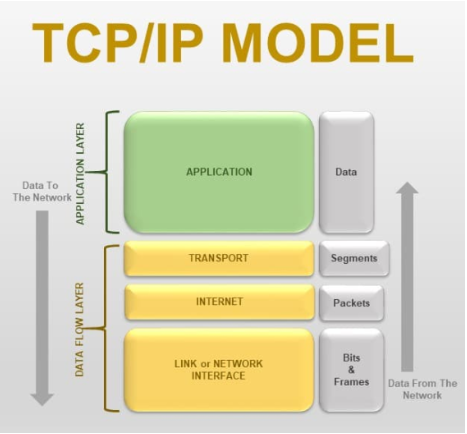 TCP/IP MODEL
APPLICATION LAYER
APPLICATION
Data
Data To
The Network
DATA FLOW LAYER
TRANSPORT
Segments
INTERNET
Packets
LINK or NETWORK
INTERFACE
Bits
&
Frames
Data From The
Network